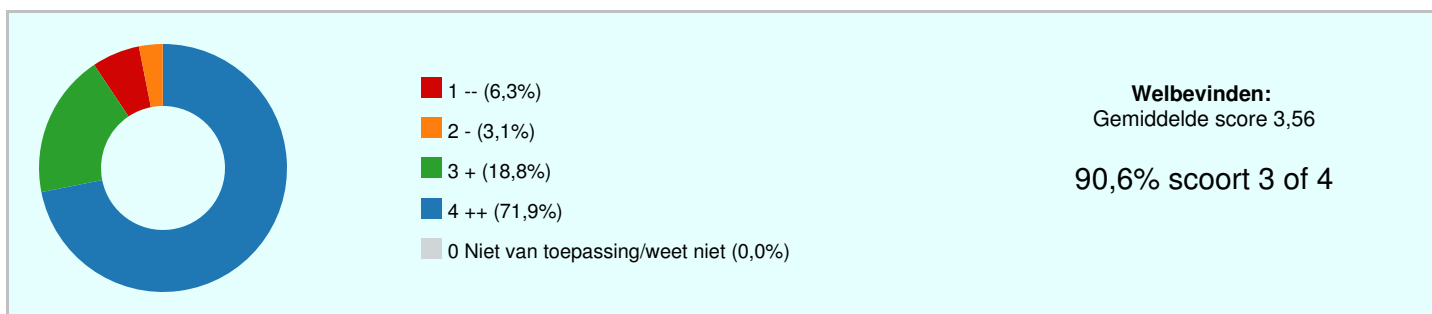 1 -- (6,3%)
2 - (3,1%)
3 + (18,8%)
4 ++ (71,9%)
0 Niet van toepassing/weet niet (0,0%)
Welbevinden:
Gemiddelde score 3,56
90,6% scoort 3 of 4